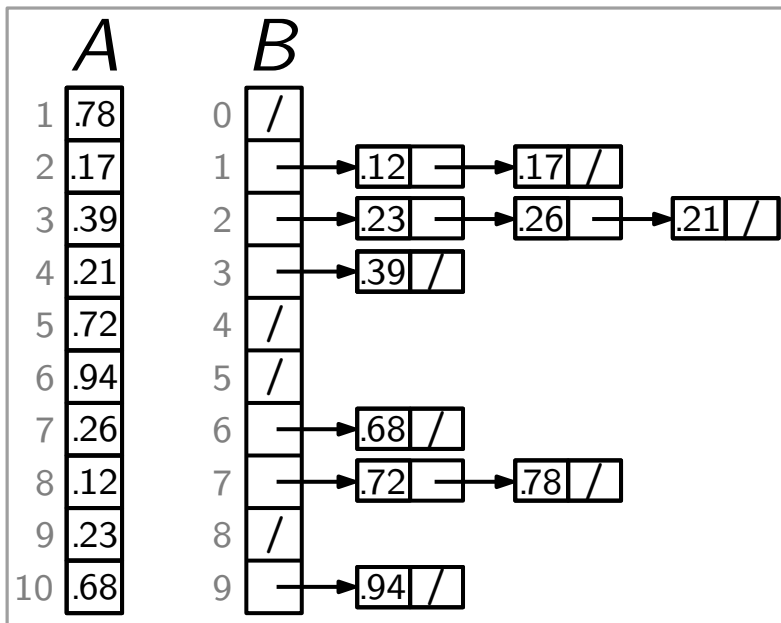 A B
1 .78 0 /
2 .17 1 .12 .17 /
3 .39 2 .23 .26 .21 /
4 .21 3 .39 /
5 .72 4 /
6 .94 5 /
7 .26 6 .68 /
8 .12 7 .72 .78 /
9 .23 8 /
10 .68 9 .94 /